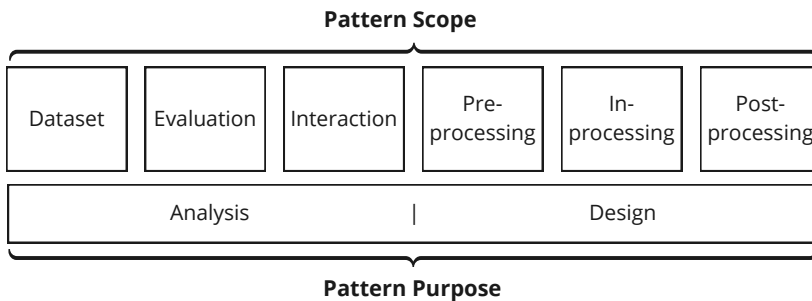 Pattern Scope
Dataset
Evaluation
Interaction
Pre-
processing
In-
processing
Post-
processing
Analysis | Design
Pattern Purpose